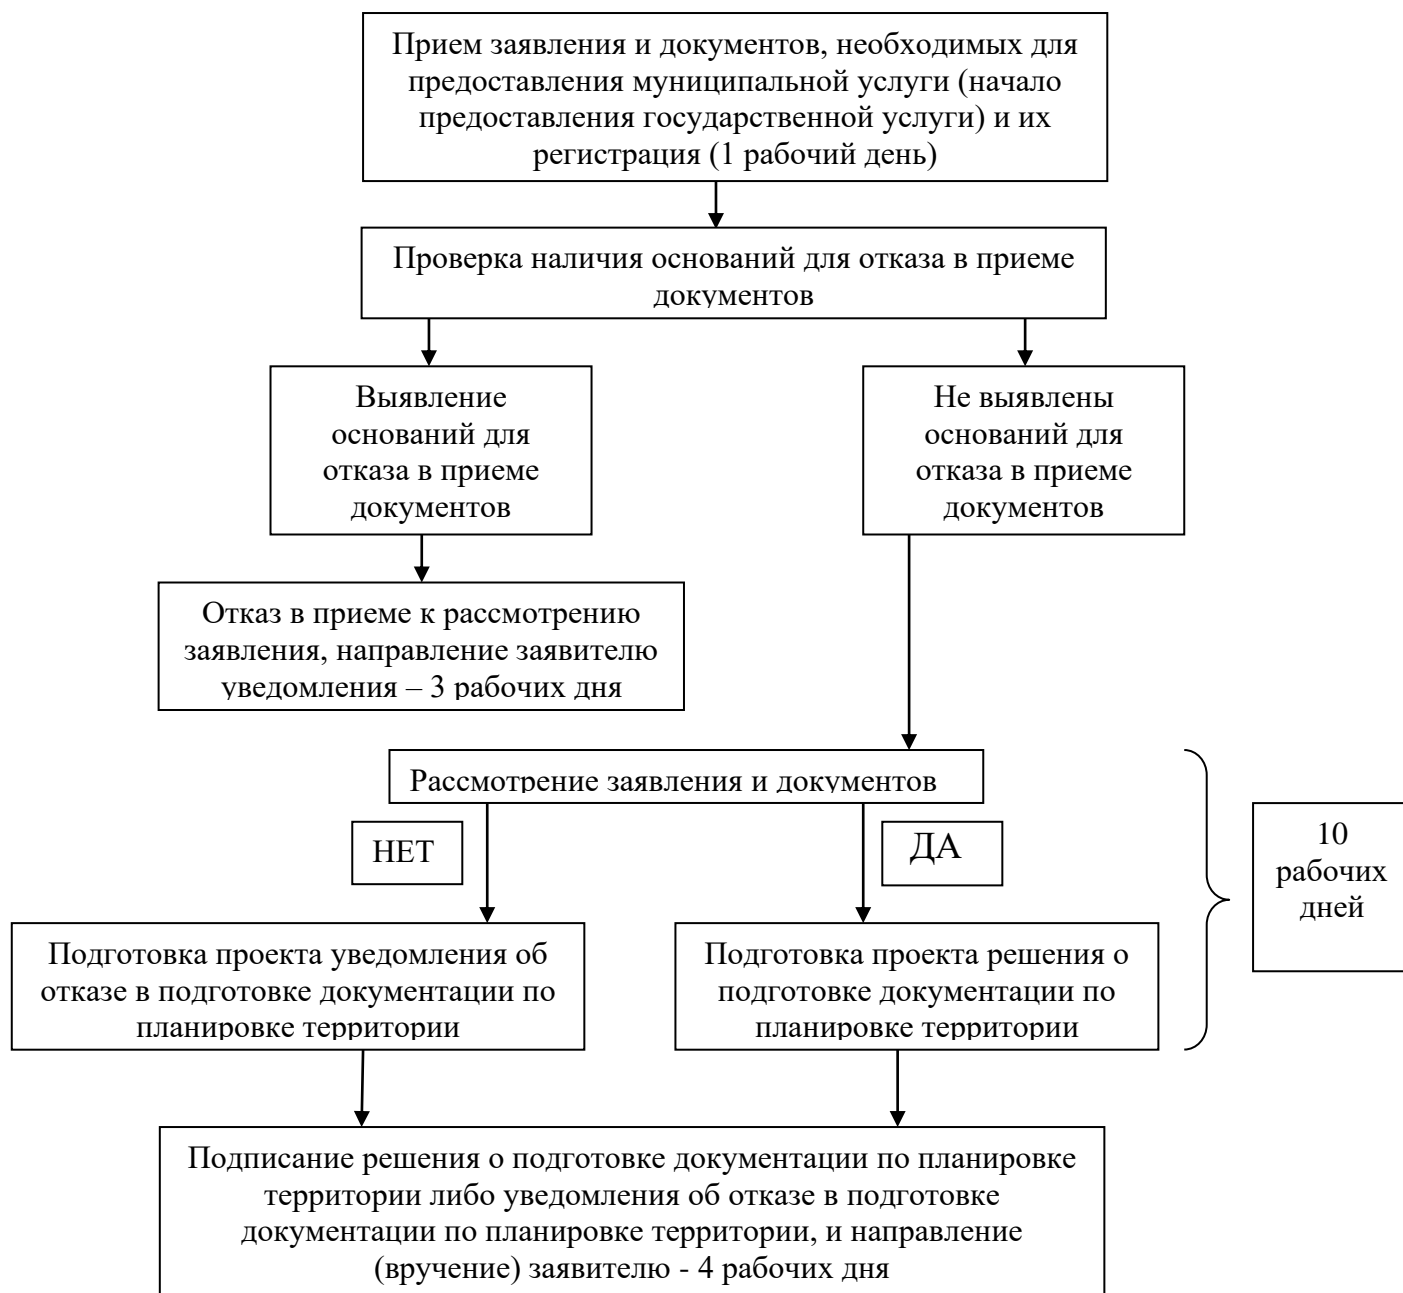 Прием заявления и документов, необходимых для
предоставления муниципальной услуги (начало
предоставления государственной услуги) и их
регистрация (1 рабочий день)
Проверка наличия оснований для отказа в приеме
документов
Выявление
оснований для
отказа в приеме
документов
Не выявлены
оснований для
отказа в приеме
документов
Отказ в приеме к рассмотрению
заявления, направление заявителю
уведомления – 3 рабочих дня
Рассмотрение заявления и документов
НЕТ
ДА
10
рабочих
дней
Подготовка проекта уведомления об
отказе в подготовке документации по
планировке территории
Подготовка проекта решения о
подготовке документации по
планировке территории
Подписание решения о подготовке документации по планировке
территории либо уведомления об отказе в подготовке
документации по планировке территории, и направление
(вручение) заявителю - 4 рабочих дня